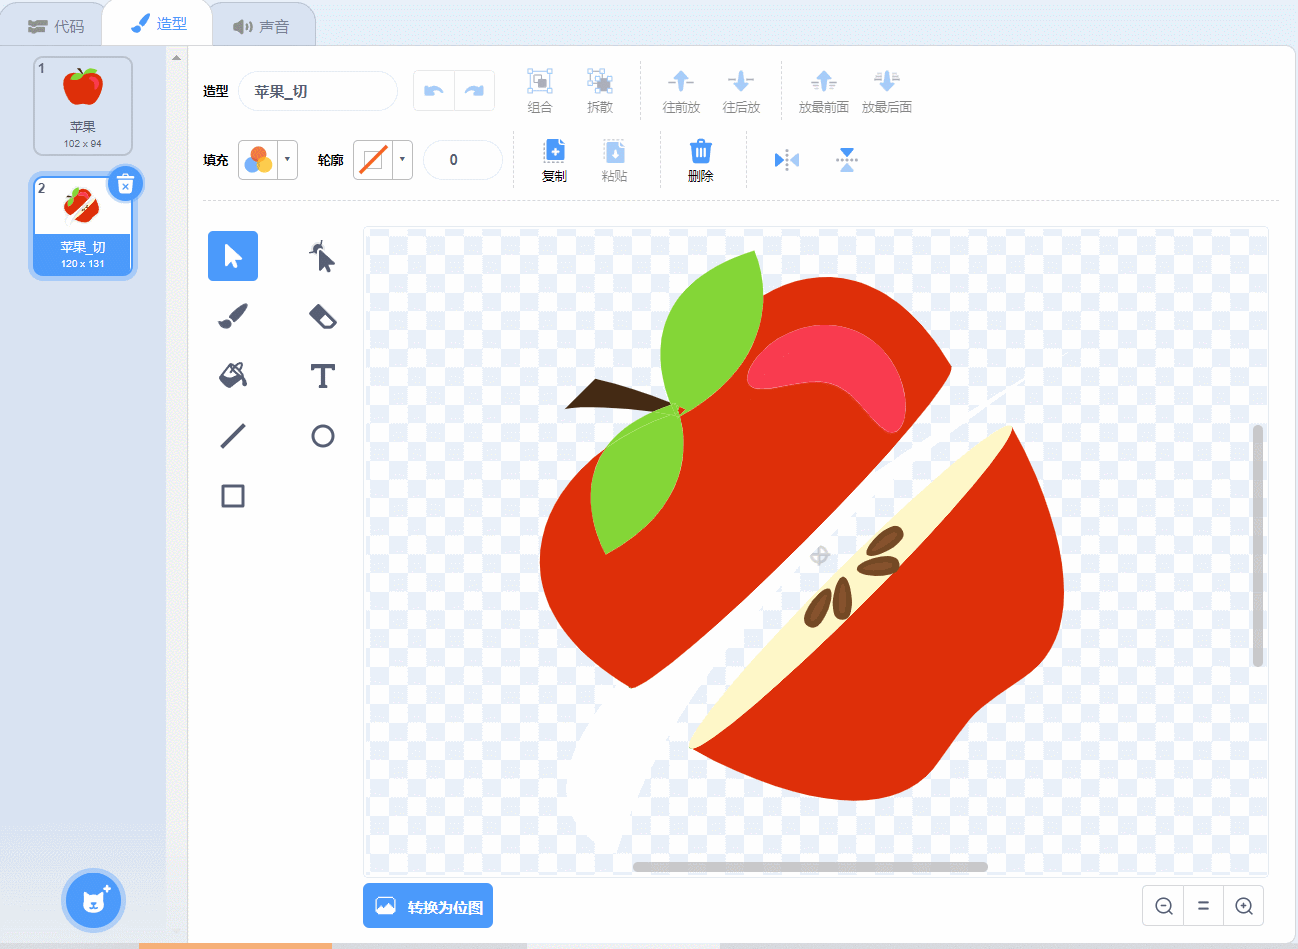 代码
造型
声音
1
苹果
102 x 94
2
苹果_切
120 x 131
造型
苹果_切
组合
拆散
往前放
往后放
放最前面
放最后面
填充
轮廓
0
复制
粘贴
删除
T
转换为位图